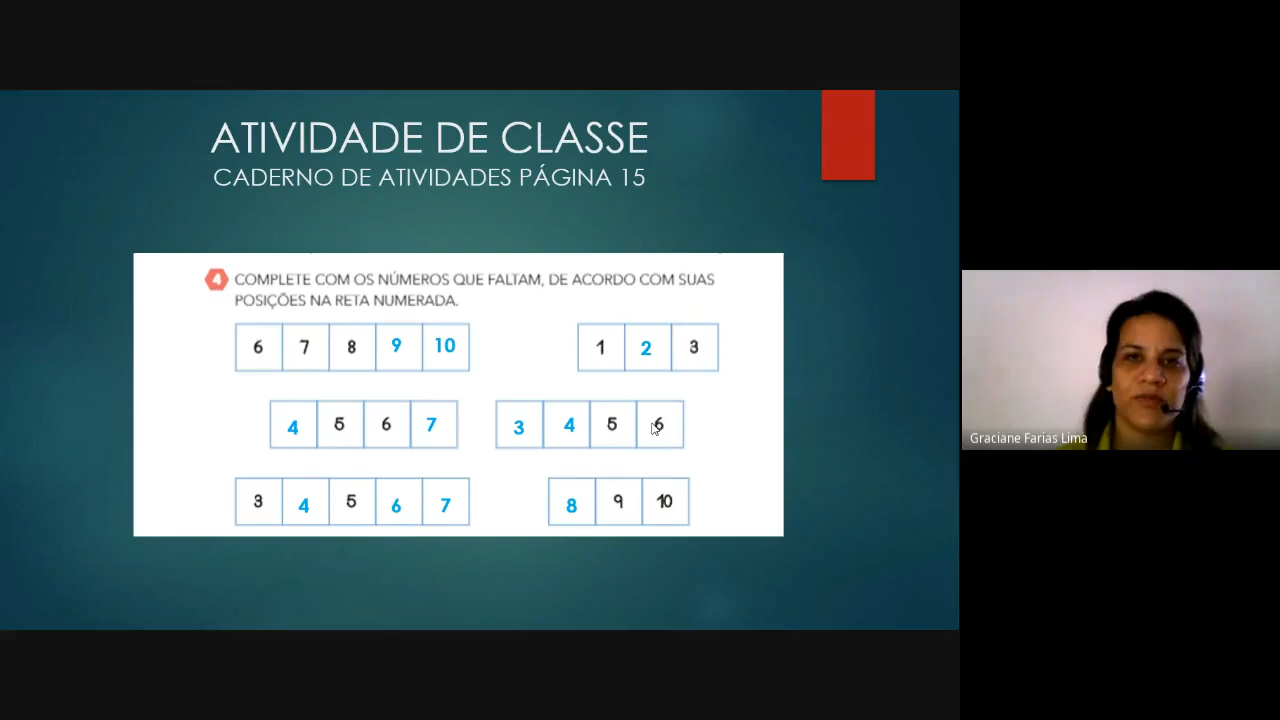 ATIVIDADE DE CLASSE
CADERNO DE ATIVIDADES PÁGINA 15
4 COMPLETE COM OS NÚMEROS QUE FALTAM, DE ACORDO COM SUAS
POSIÇÕES NA RETA NUMERADA.
6 7 8 9 10
1 2 3
4 5 6 7
3 4 5 6
3 4 5 6 7
8 9 10
Graciane Farias Lima